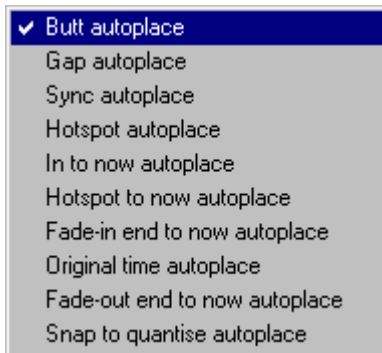 Butt autoplace
Gap autoplace
Sync autoplace
Hotspot autoplace
In to now autoplace
Hotspot to now autoplace
Fade-in end to now autoplace
Original time autoplace
Fade-out end to now autoplace
Snap to quantise autoplace